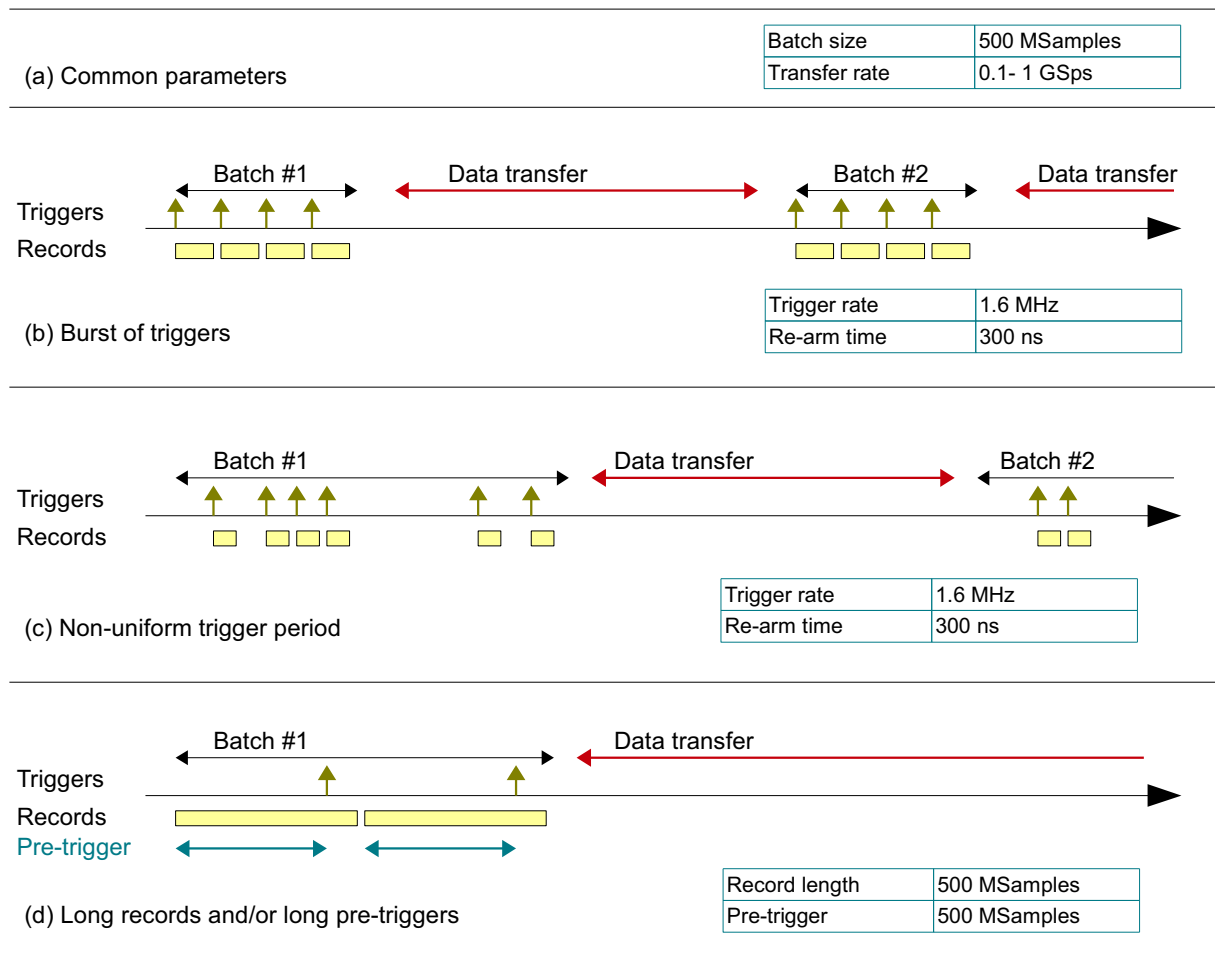 Batch size 500 MSamples
(a) Common parameters
Transfer rate 0.1- 1 GSps
Batch #1 Data transfer Batch #2 Data transfer
Triggers
Records
Trigger rate 1.6 MHz
(b) Burst of triggers
Re-arm time 300 ns
Batch #1 Data transfer Batch #2
Triggers
Records
Trigger rate 1.6 MHz
(c) Non-uniform trigger period
Re-arm time 300 ns
Batch #1 Data transfer
Triggers
Records
Pre-trigger
Record length 500 MSamples
(d) Long records and/or long pre-triggers
Pre-trigger 500 MSamples